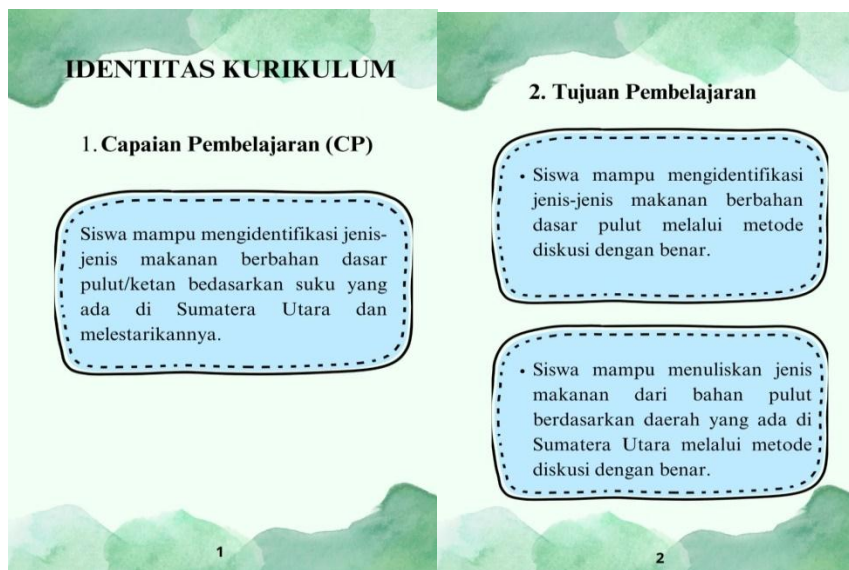 IDENTITAS KURIKULUM
1. Capaian Pembelajaran (CP)
Siswa mampu mengidentifikasi jenis-
jenis makanan berbahan dasar
pulut/ketan bedasarkan suku yang
ada di Sumatera Utara dan
melestarikannya.
1
2. Tujuan Pembelajaran
• Siswa mampu mengidentifikasi
jenis-jenis makanan berbahan
dasar pulut melalui metode
diskusi dengan benar.
• Siswa mampu menuliskan jenis
makanan dari bahan pulut
berdasarkan daerah yang ada di
Sumatera Utara melalui metode
diskusi dengan benar.
2